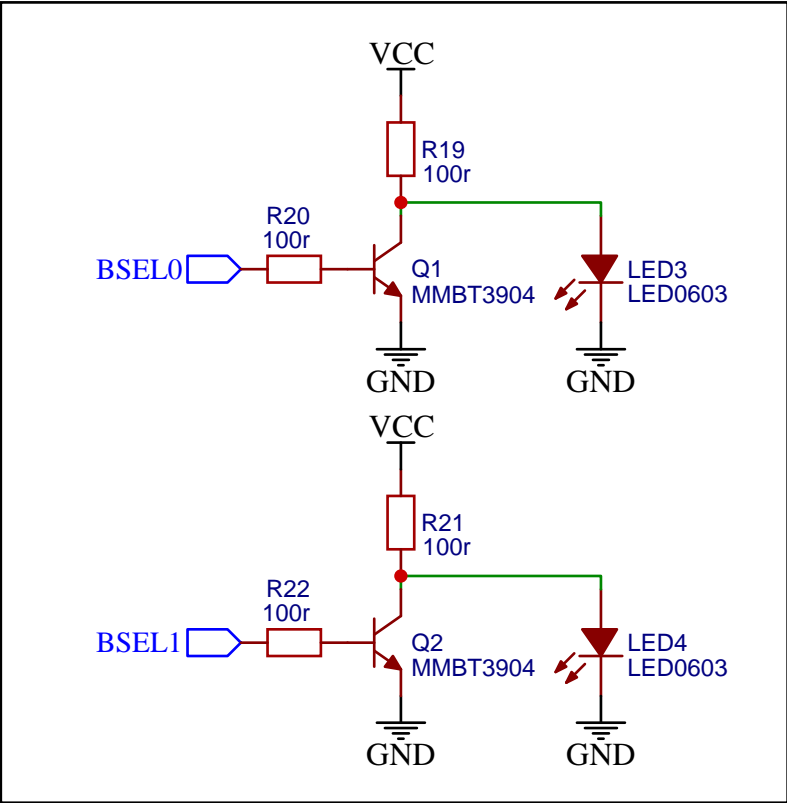 VCC
R19
100r
R20
100r
BSEL0
Q1
MMBT3904
LED3
LED0603
GND
GND
VCC
R21
100r
R22
100r
BSEL1
Q2
MMBT3904
LED4
LED0603
GND
GND